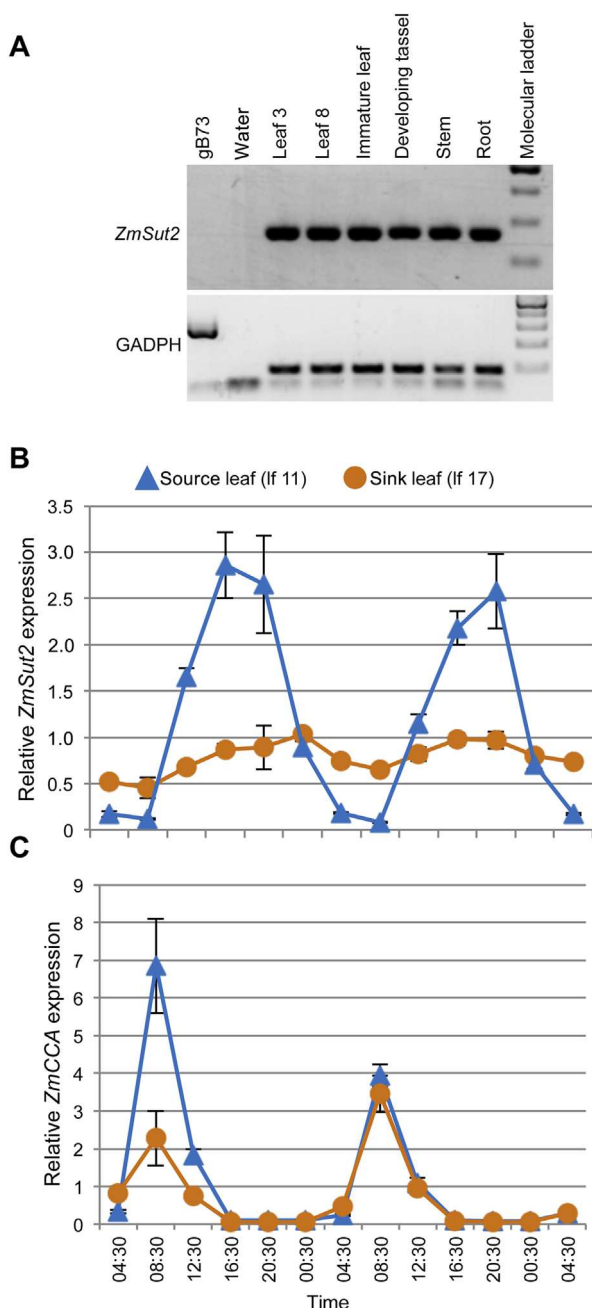 A
gB73
Water
Leaf 3
Leaf 8
Immature leaf
Developing tassel
Stem
Root
Molecular ladder
ZmSut2
GADPH
B
Source leaf (lf 11)
Sink leaf (lf 17)
Relative ZmSut2 expression
3.5
3.0
2.5
2.0
1.5
1.0
0.5
0
C
Relative ZmCCA expression
9
8
7
6
5
4
3
2
1
0
04:30
08:30
12:30
16:30
20:30
00:30
04:30
08:30
12:30
16:30
20:30
00:30
04:30
Time